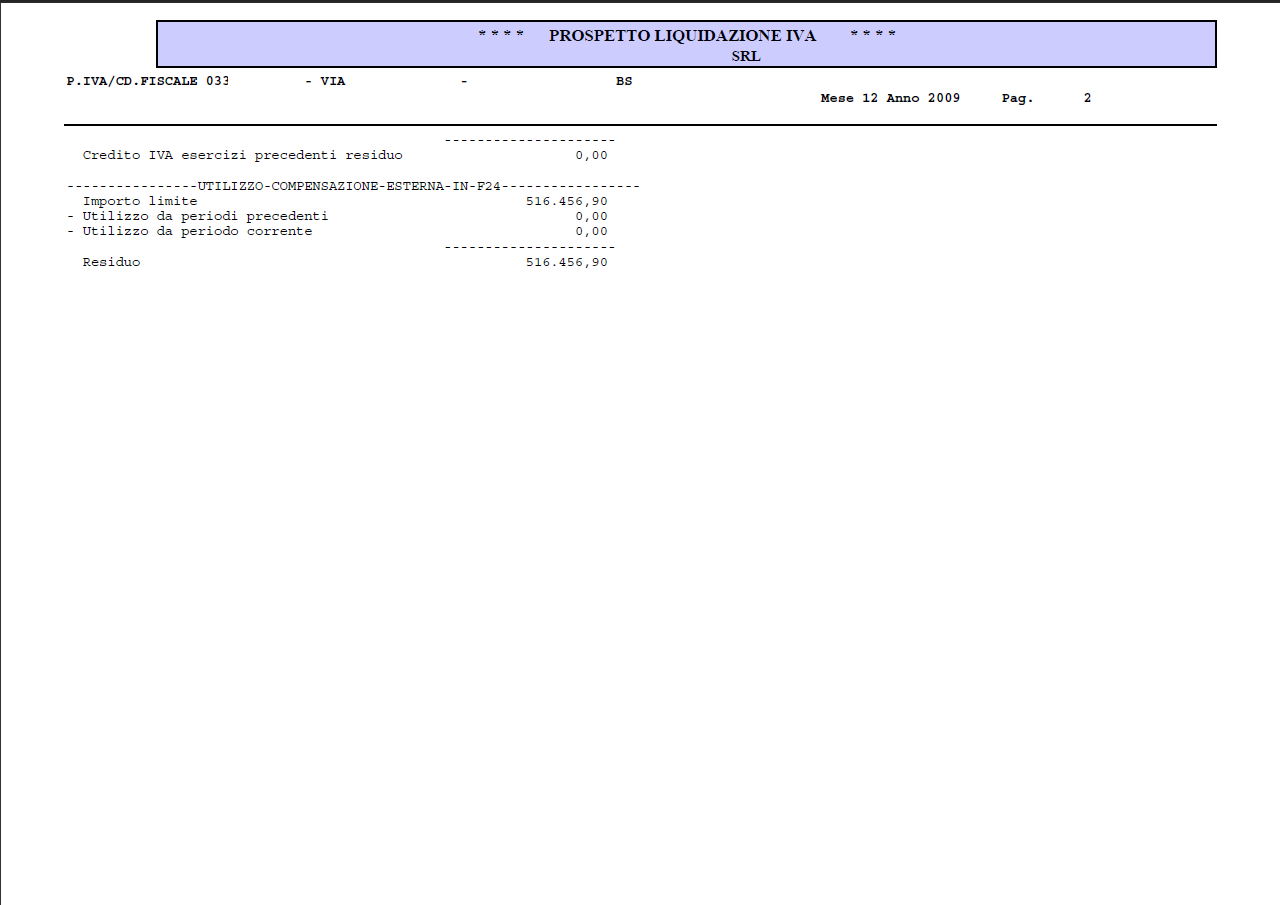 * * * * PROSPETTO LIQUIDAZIONE IVA * * * *
SRL
P.IVA/CD.FISCALE 033 - VIA - BS
Mese 12 Anno 2009 Pag. 2
---------------------
Credito IVA esercizi precedenti residuo 0,00
----------------UTILIZZO-COMPENSAZIONE-ESTERNA-IN-F24-----------------
Importo limite 516.456,90
- Utilizzo da periodi precedenti 0,00
- Utilizzo da periodo corrente 0,00
---------------------
Residuo 516.456,90